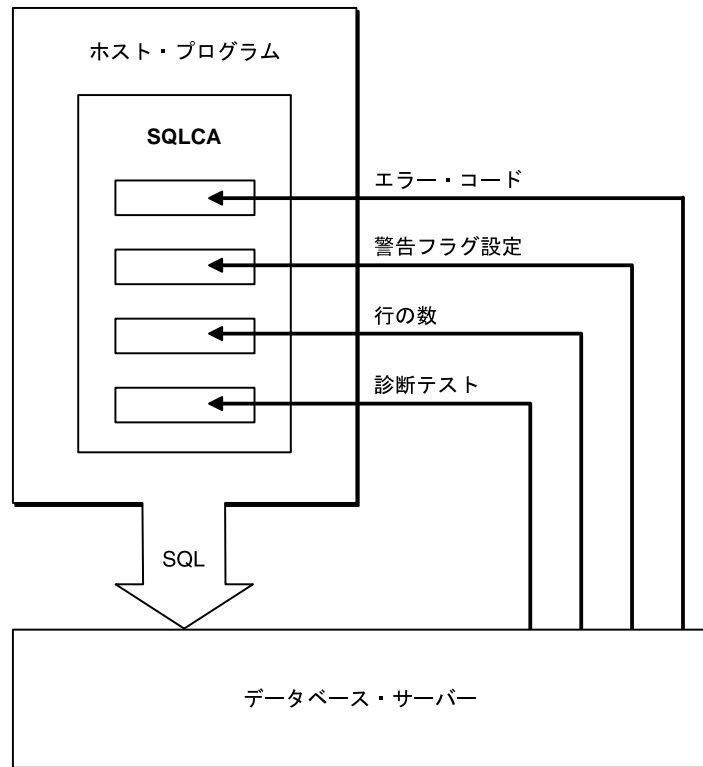 ホスト・プログラム
SQLCA
エラー・コード
警告フラグ設定
行の数
診断テスト
SQL
データベース・サーバー